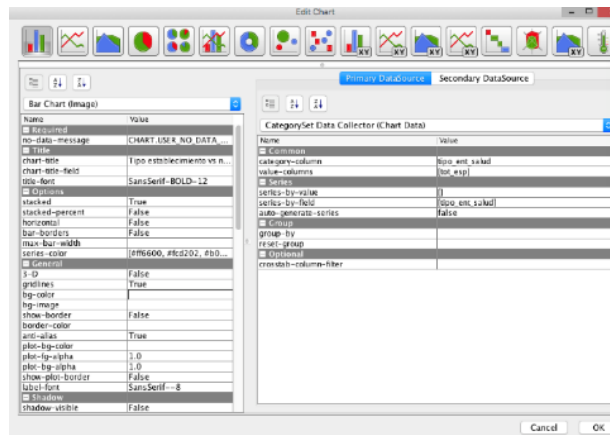 Edit Chart
XY XY XY XY XY
Primary DataSource Secondary DataSource
Bar Chart (Image)
CategorySet Data Collector (Chart Data)
Name Value
Required
no-data-message CHART.USER_NO_DATA_...
Title
chart-title Tipo establecimiento vs n...
chart-title-field
title-font SansSerif-BOLD-12
Options
stacked True
stacked-percent False
horizontal False
bar-borders False
max-bar-width
series-color [#ff6600, #fcd202, #b0...
General
3-D False
gridlines True
bg-color
bg-image
show-border False
border-color
anti-alias True
plot-bg-color
plot-fg-alpha 1.0
plot-bg-alpha 1.0
show-plot-border False
label-font SansSerif--8
Shadow
shadow-visible False
Name Value
Common
category-column tipo_ent_salud
value-columns [tot_esp]
Series
series-by-value []
series-by-field [tipo_ent_salud]
auto-generate-series false
Group
group-by
reset-group
Optional
crosstab-column-filter
Cancel OK